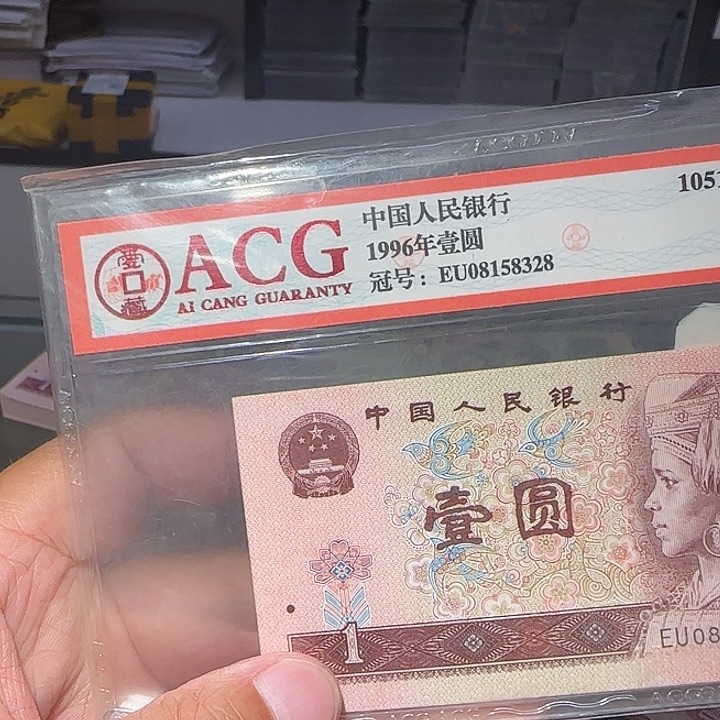 中国人民银行
1051
ACG
1996年壹圆
AI CANG GUARANTY
冠号：EU08158328
中国人民银行
壹圆
1
EU08